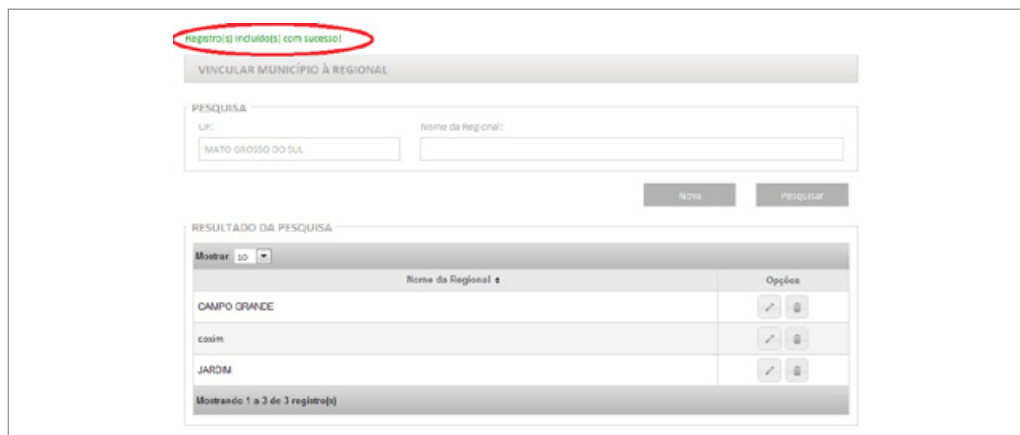 Registro(s) incluído(s) com sucesso!
VINCULAR MUNICÍPIO À REGIONAL
PESQUISA
UF: Nome da Regional:
MATO GROSSO DO SUL
Nova Pesquisar
RESULTADO DA PESQUISA
Mostrar 10
Nome da Regional Opções
CAMPO GRANDE
coxim
JARDIM
Mostrando 1 a 3 de 3 registro(s)